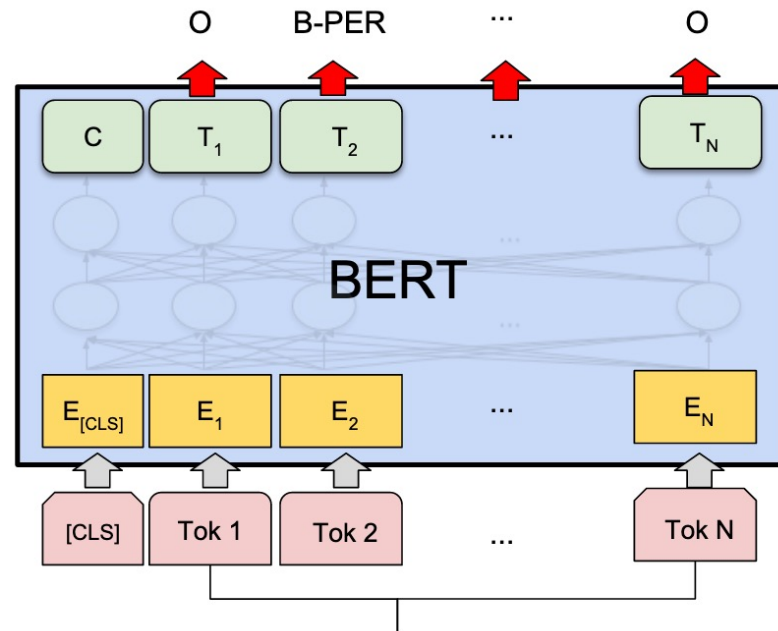 O B-PER ... O
C T1 T2 ... TN
...
BERT
...
E[CLS] E1 E2 ... EN
[CLS] Tok 1 Tok 2 ... Tok N